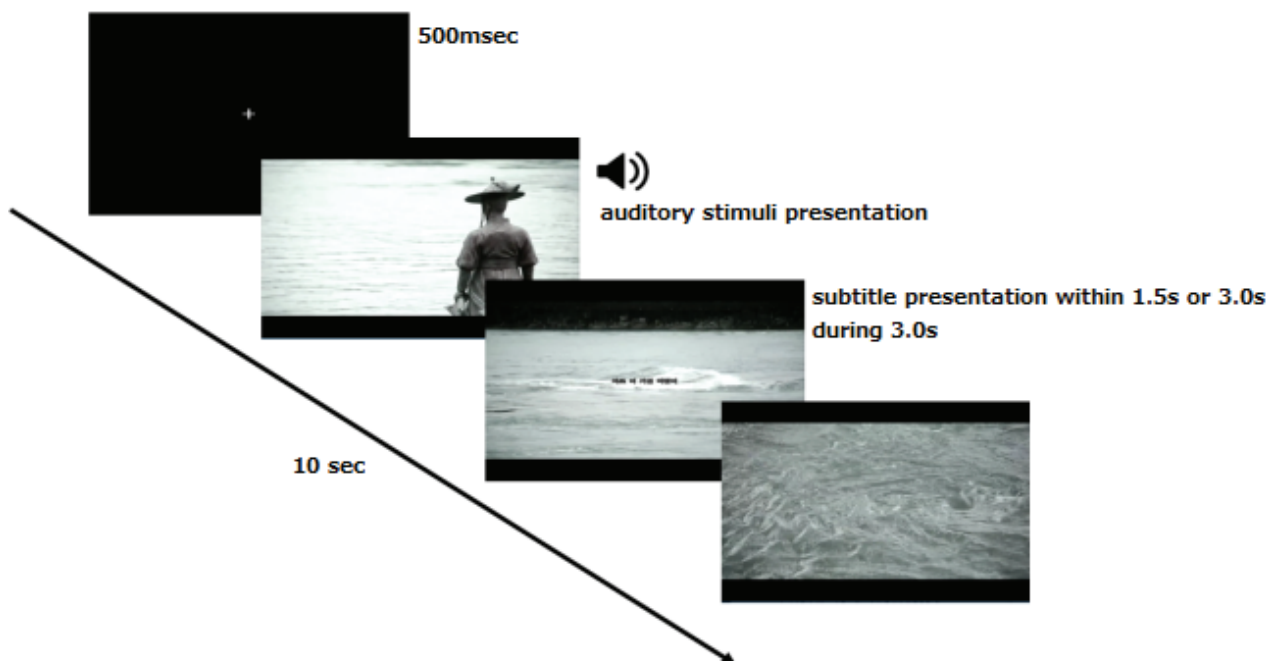 500msec
auditory stimuli presentation
subtitle presentation within 1.5s or 3.0s
during 3.0s
10 sec